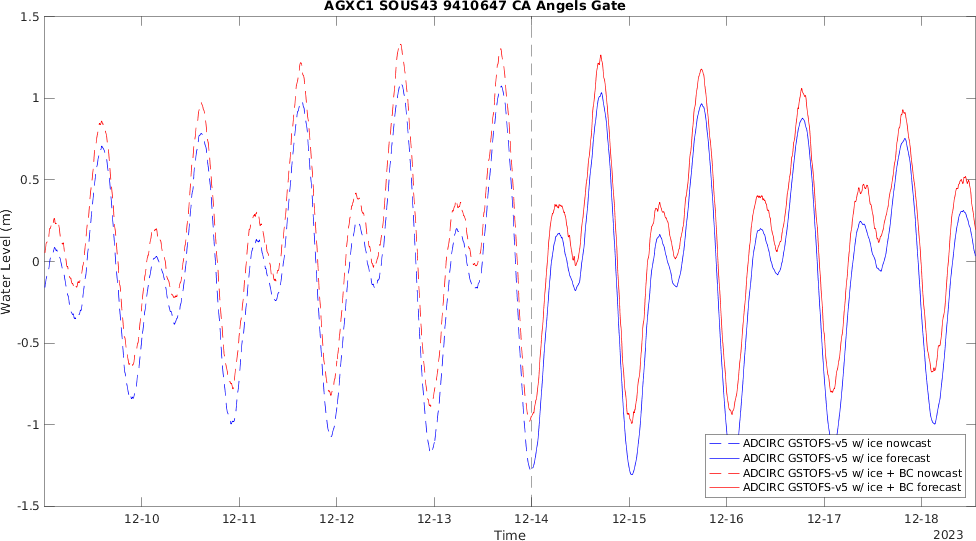 AGXC1 SOUS43 9410647 CA Angels Gate
1.5
1
0.5
0
-0.5
-1
-1.5
Water Level (m)
ADCIRC GSTOFS-v5 w/ ice nowcast
ADCIRC GSTOFS-v5 w/ ice forecast
ADCIRC GSTOFS-v5 w/ ice + BC nowcast
ADCIRC GSTOFS-v5 w/ ice + BC forecast
12-10 12-11 12-12 12-13 12-14 12-15 12-16 12-17 12-18
Time
2023